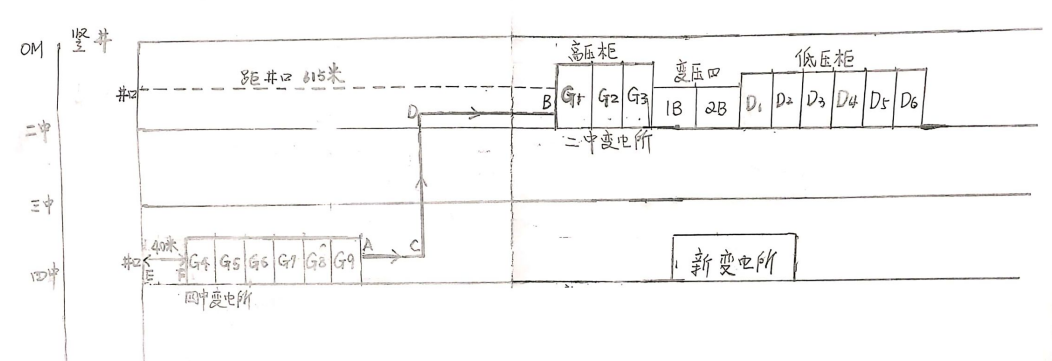 0M 竖井
高压柜 变压口 低压柜
井口 距井口 615米
B G1 G2 G3 1B 2B D1 D2 D3 D4 D5 D6
D
二中
二中变电所
三中
40米 A C
井口 E F G4 G5 G6 G7 G8 G9
新变电所
四中
四中变电所